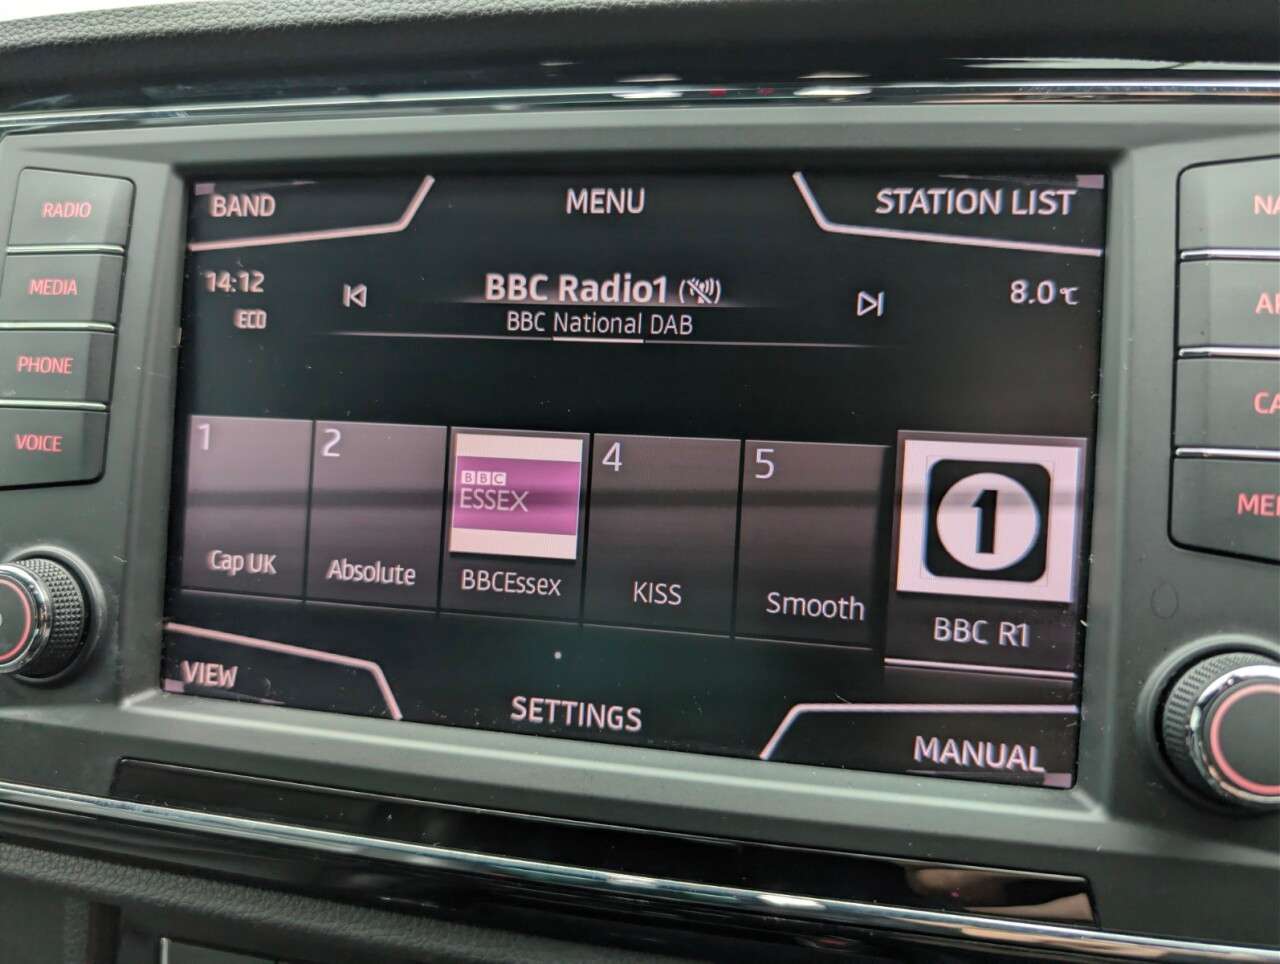 BAND
MENU
STATION LIST
RADIO
MEDIA
PHONE
VOICE
14:12
ECO
BBC Radio1
BBC National DAB
8.0 °C
1
Cap UK
2
Absolute
BBC
ESSEX
BBCEssex
4
KISS
5
Smooth
1
BBC R1
VIEW
SETTINGS
MANUAL